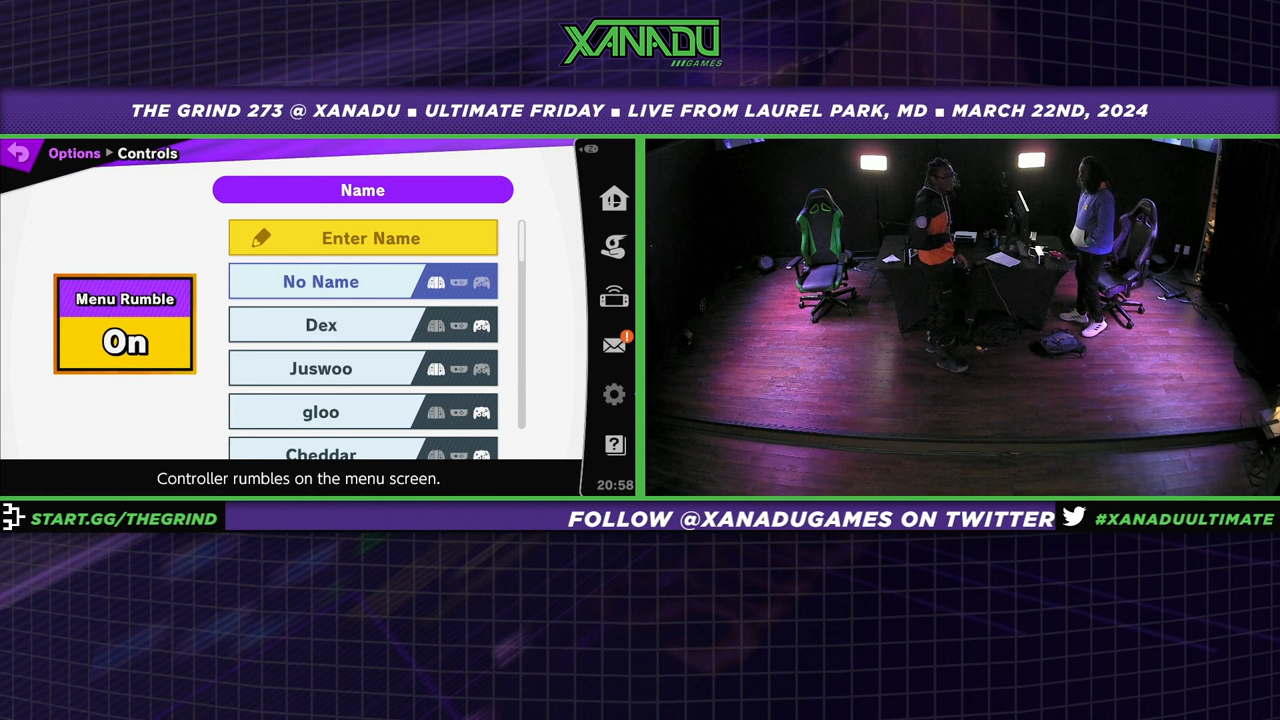 XANADU
GAMES
THE GRIND 273 @ XANADU ■ ULTIMATE FRIDAY ■ LIVE FROM LAUREL PARK, MD ■ MARCH 22ND, 2024
Options ▸ Controls
Name
Enter Name
No Name
Dex
Juswoo
gloo
Cheddar
Menu Rumble
On
Controller rumbles on the menu screen.
20:58
START.GG/THEGRIND
FOLLOW @XANADUGAMES ON TWITTER
#XANADUULTIMATE